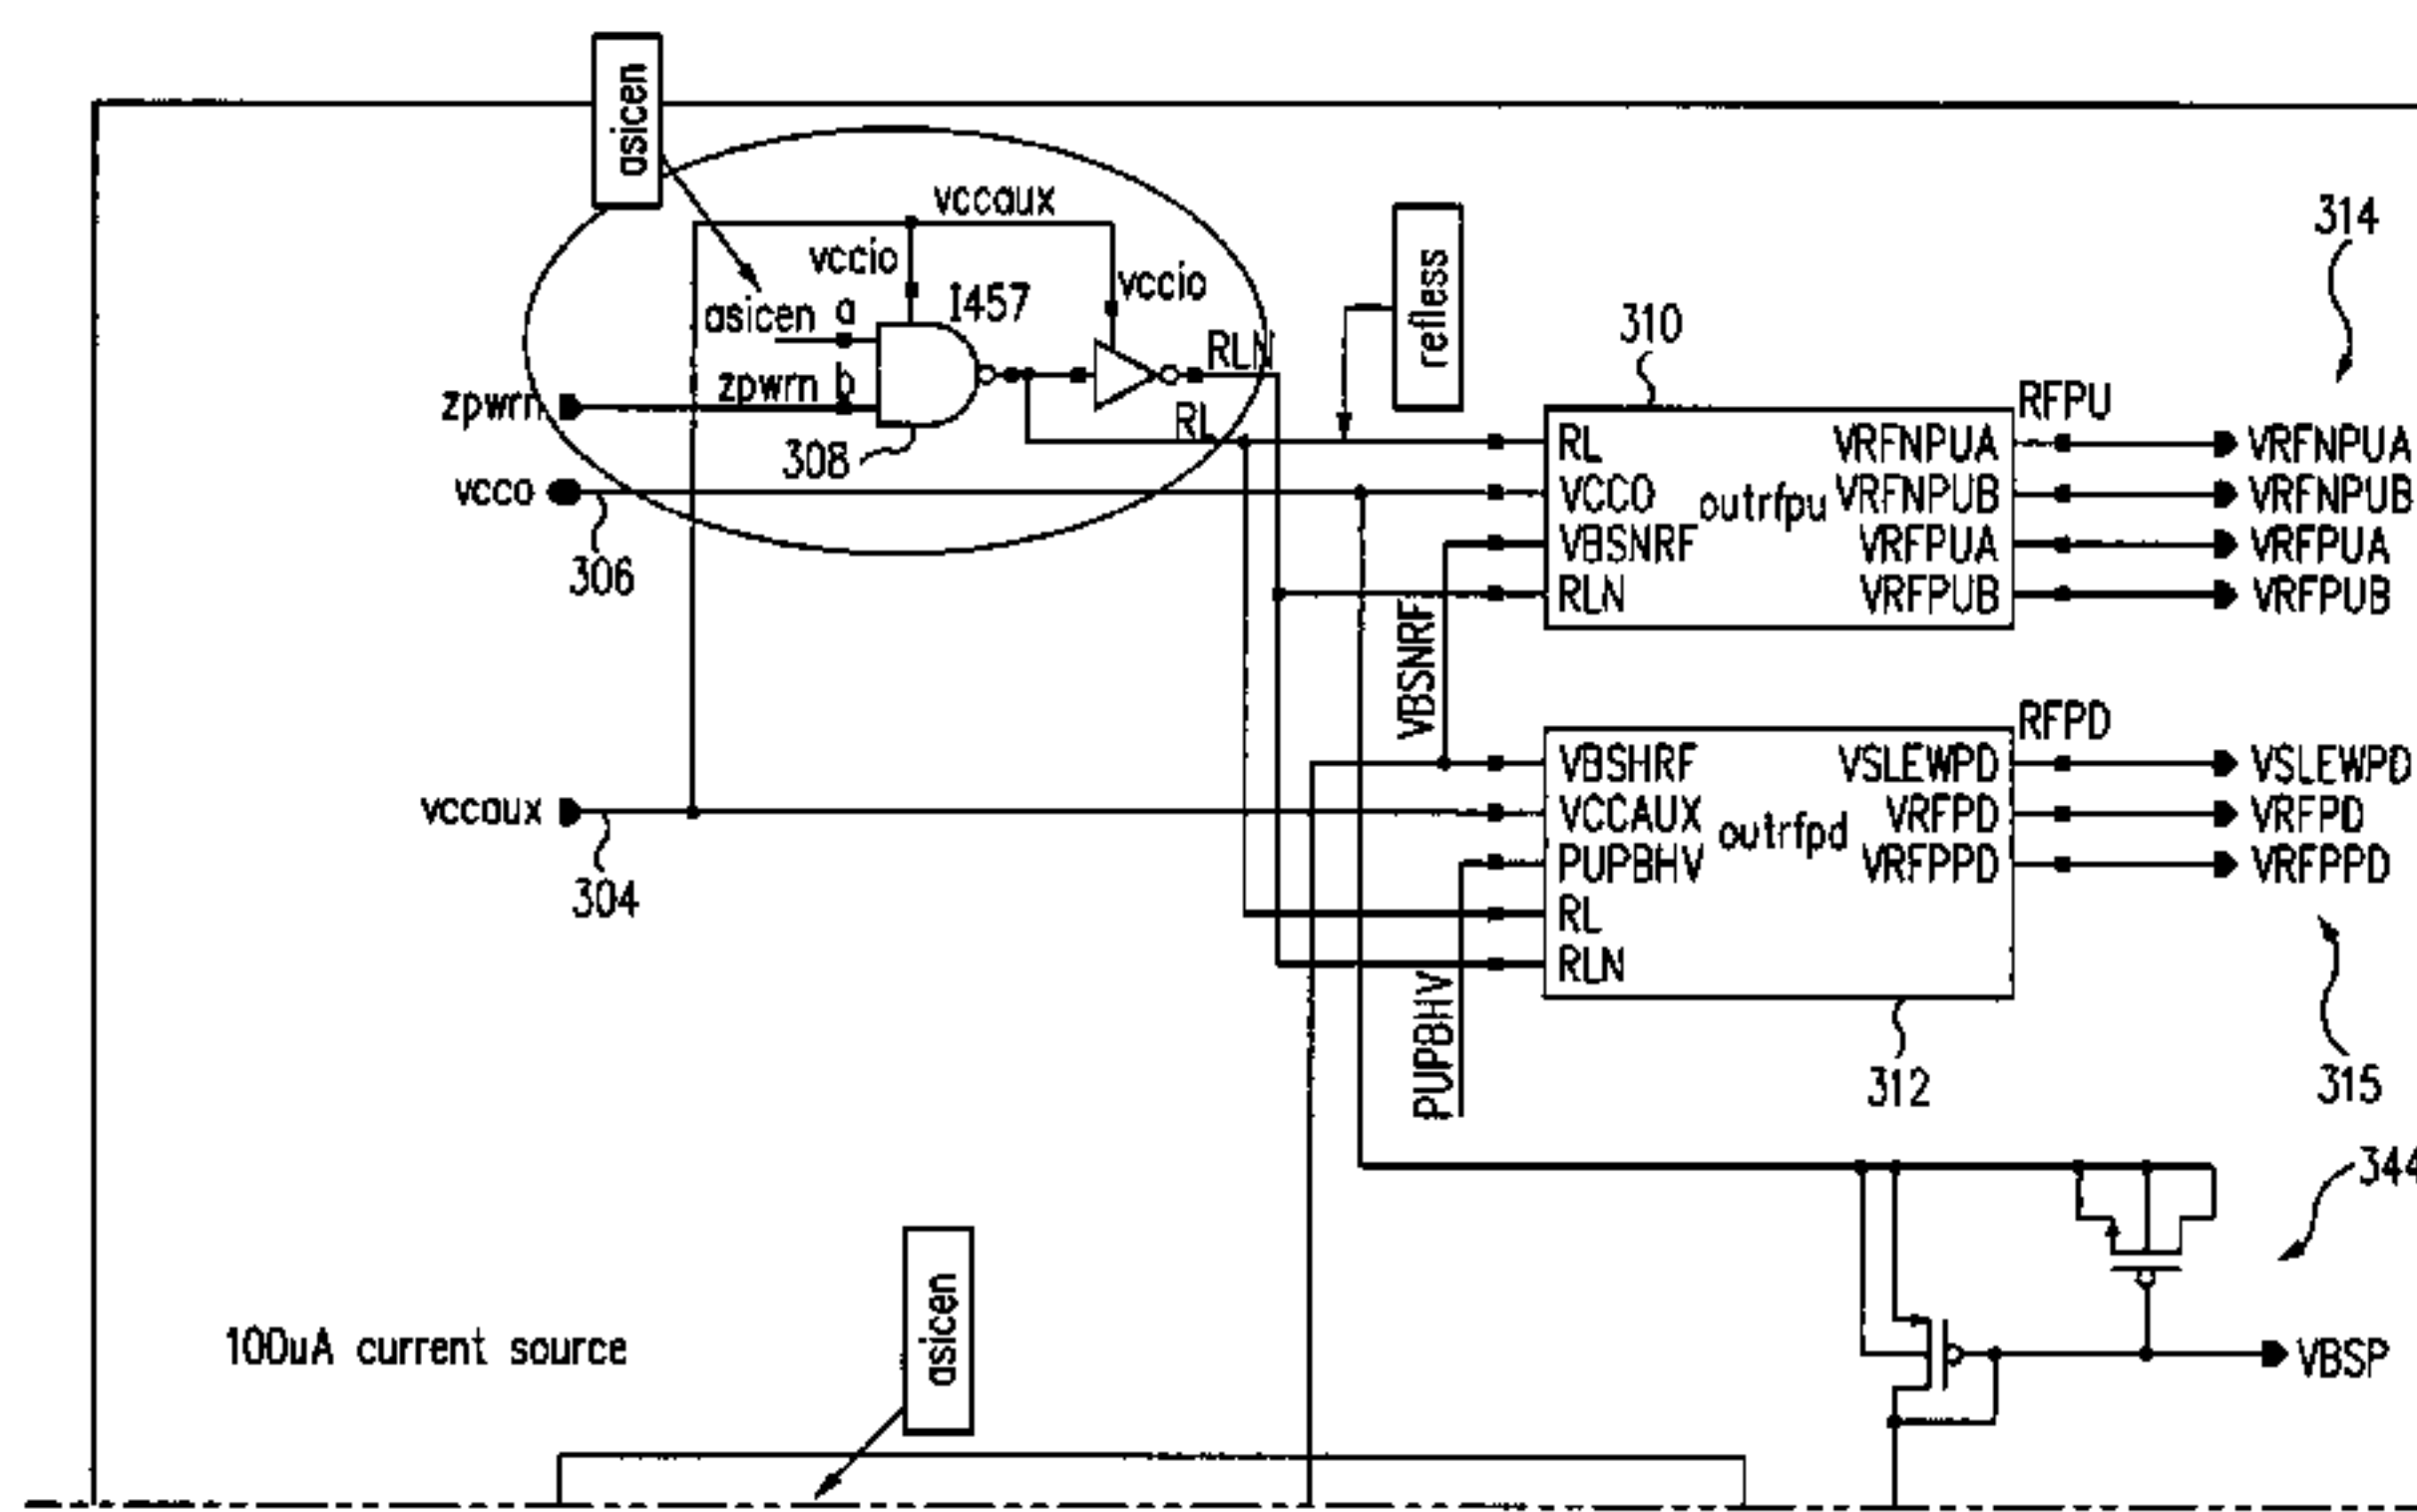 asicen
vccaux
vccio
I457
vccio
asicen a
zpwrn b
zpwrn
RLN
RL
308
vcco
306
refless
310
314
RFPU
RL
VCCO
VBSNRF
RLN
outrfpu
VRFNPUA
VRFNPUB
VRFPUA
VRFPUB
VRFNPUA
VRFNPUB
VRFPUA
VRFPUB
VBSNRF
vccaux
304
RFPD
VBSHRF
VCCAUX
PUPBHV
RL
RLN
outrfpd
VSLEWPD
VRFPD
VRFPPD
VSLEWPD
VRFPD
VRFPPD
PUPBHV
312
315
344
100uA current source
asicen
VBSP